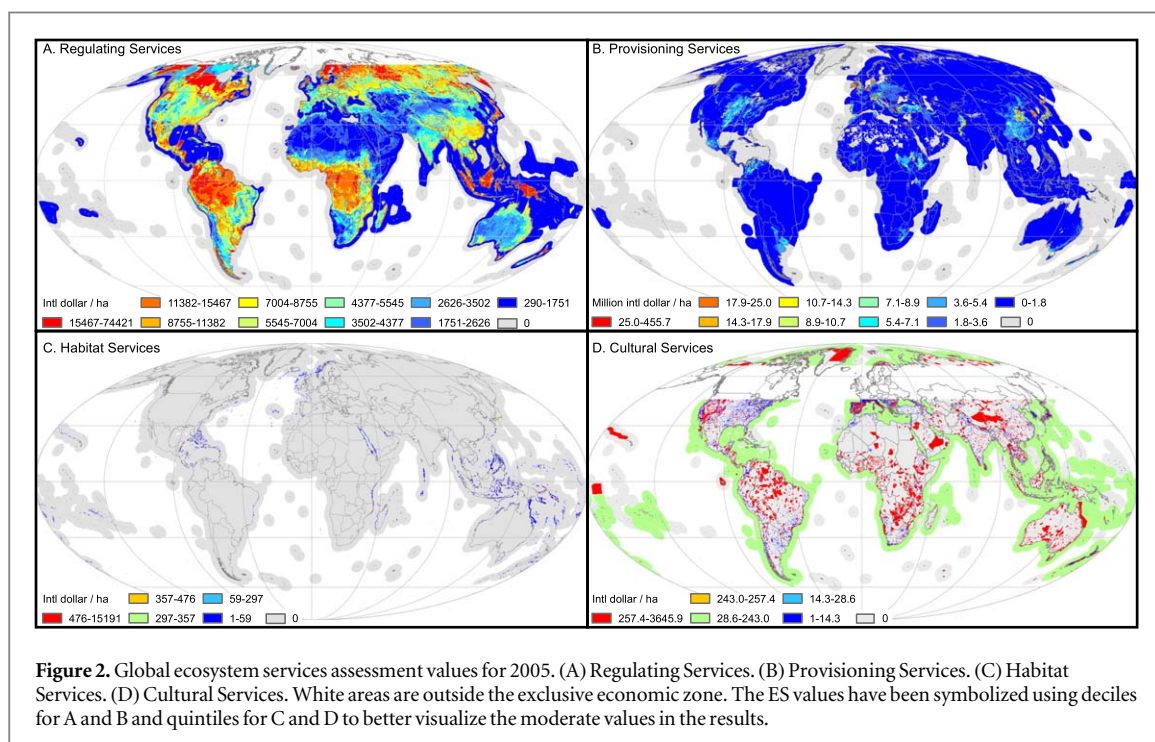 A. Regulating Services
B. Provisioning Services
Intl dollar / ha 11382-15467 7004-8755 4377-5545 2626-3502 290-1751
15467-74421 8755-11382 5545-7004 3502-4377 1751-2626 0
Million intl dollar / ha 17.9-25.0 10.7-14.3 7.1-8.9 3.6-5.4 0-1.8
25.0-455.7 14.3-17.9 8.9-10.7 5.4-7.1 1.8-3.6 0
C. Habitat Services
D. Cultural Services
Intl dollar / ha 357-476 59-297
476-15191 297-357 1-59 0
Intl dollar / ha 243.0-257.4 14.3-28.6
257.4-3645.9 28.6-243.0 1-14.3 0
Figure 2. Global ecosystem services assessment values for 2005. (A) Regulating Services. (B) Provisioning Services. (C) Habitat
Services. (D) Cultural Services. White areas are outside the exclusive economic zone. The ES values have been symbolized using deciles
for A and B and quintiles for C and D to better visualize the moderate values in the results.